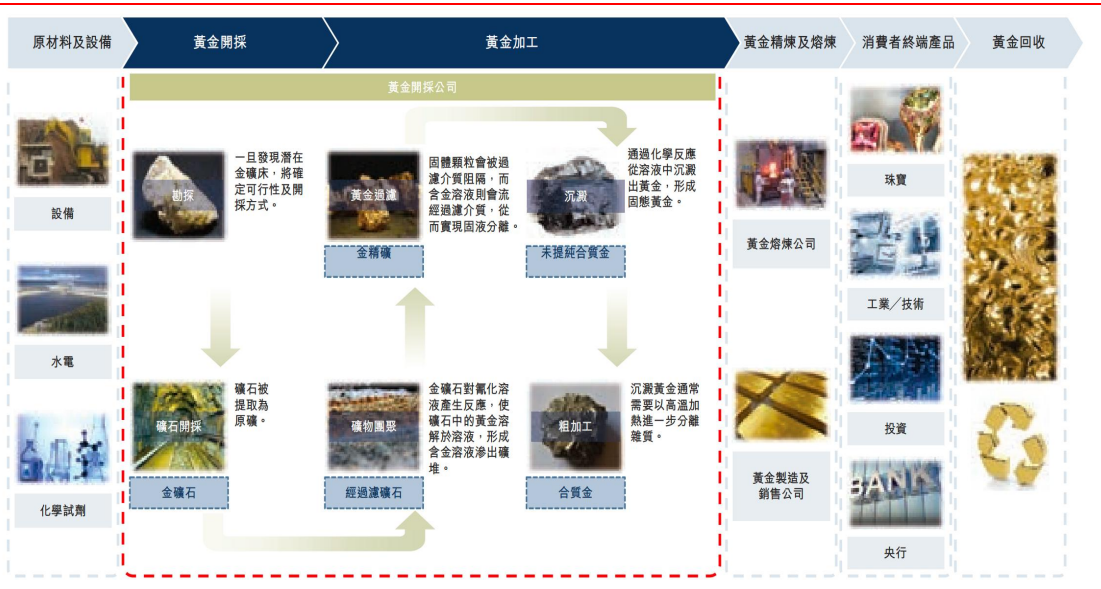 原材料及設備
黃金開採
黃金加工
黃金精煉及熔煉
消費者終端產品
黃金回收
黃金開採公司
設備
水電
化學試劑
勘探
一旦發現潛在
金礦床，將確
定可行性及開
採方式。
礦石開採
礦石被
提取為
原礦。
金礦石
黃金過濾
固體顆粒會被過
濾介質阻隔，而
含金溶液則會流
經過濾介質，從
而實現固液分離。
金精礦
礦物團聚
金礦石對氰化溶
液產生反應，使
礦石中的黃金溶
解於溶液，形成
含金溶液滲出礦
堆。
經過濾礦石
沉澱
通過化學反應
從溶液中沉澱
出黃金，形成
固態黃金。
未提純合質金
粗加工
沉澱黃金通常
需要以高溫加
熱進一步分離
雜質。
合質金
黃金熔煉公司
黃金製造及
銷售公司
珠寶
工業／技術
投資
BANK
央行